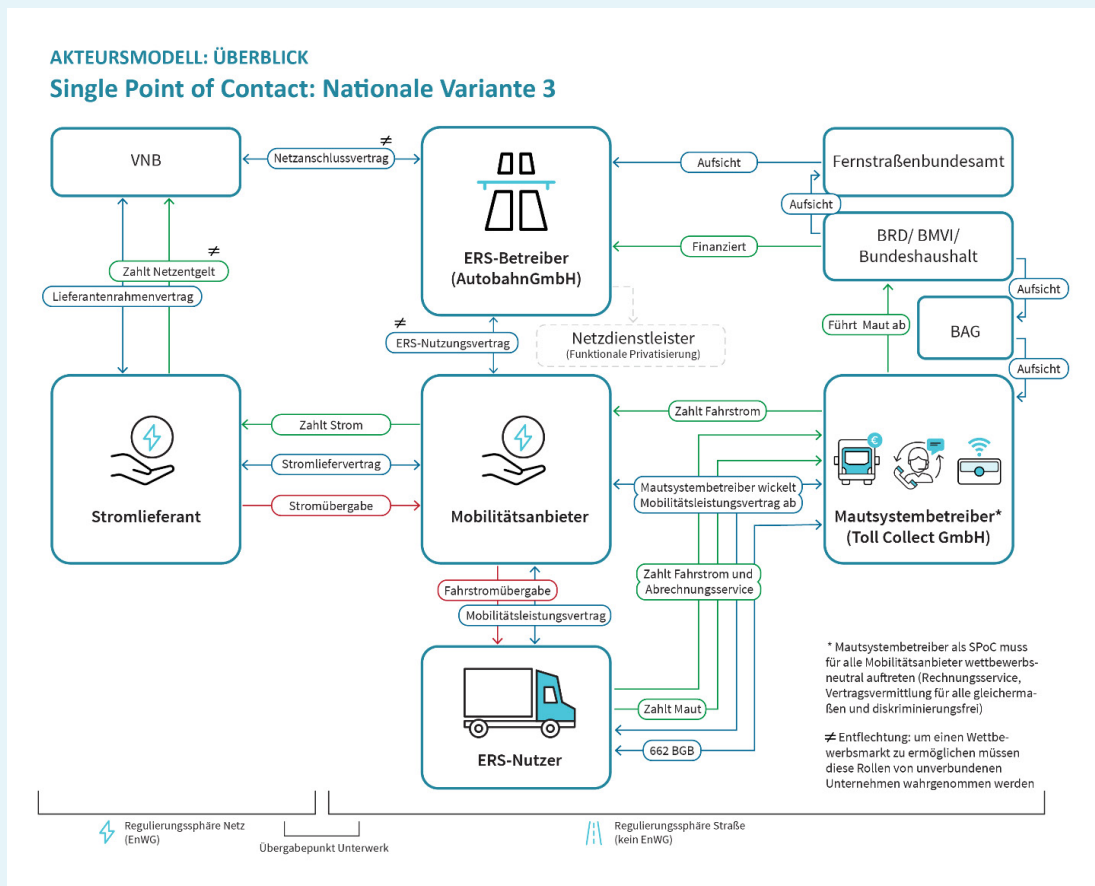 AKTEURSMODELL: ÜBERBLICK
Single Point of Contact: Nationale Variante 3
VNB
≠
Netzanschlussvertrag
Aufsicht
Fernstraßenbundesamt
Aufsicht
ERS-Betreiber
(AutobahnGmbH)
Finanziert
BRD/ BMVI/
Bundeshaushalt
≠
Zahlt Netzentgelt
Lieferantenrahmenvertrag
Aufsicht
BAG
Führt Maut ab
≠
ERS-Nutzungsvertrag
Netzdienstleister
(Funktionale Privatisierung)
Aufsicht
Zahlt Strom
Stromliefervertrag
Stromübergabe
Stromlieferant
Mobilitätsanbieter
Zahlt Fahrstrom
€
Mautsystembetreiber wickelt
Mobilitätsleistungsvertrag ab
Mautsystembetreiber*
(Toll Collect GmbH)
Zahlt Fahrstrom und
Abrechnungsservice
Fahrstromübergabe
Mobilitätsleistungsvertrag
Zahlt Maut
662 BGB
ERS-Nutzer
* Mautsystembetreiber als SPoC muss
für alle Mobilitätsanbieter wettbewerbs-
neutral auftreten (Rechnungsservice,
Vertragsvermittlung für alle gleicherma-
ßen und diskriminierungsfrei)
≠ Entflechtung: um einen Wettbe-
werbsmarkt zu ermöglichen müssen
diese Rollen von unverbundenen
Unternehmen wahrgenommen werden
Regulierungssphäre Netz
(EnWG)
Übergabepunkt Unterwerk
Regulierungssphäre Straße
(kein EnWG)